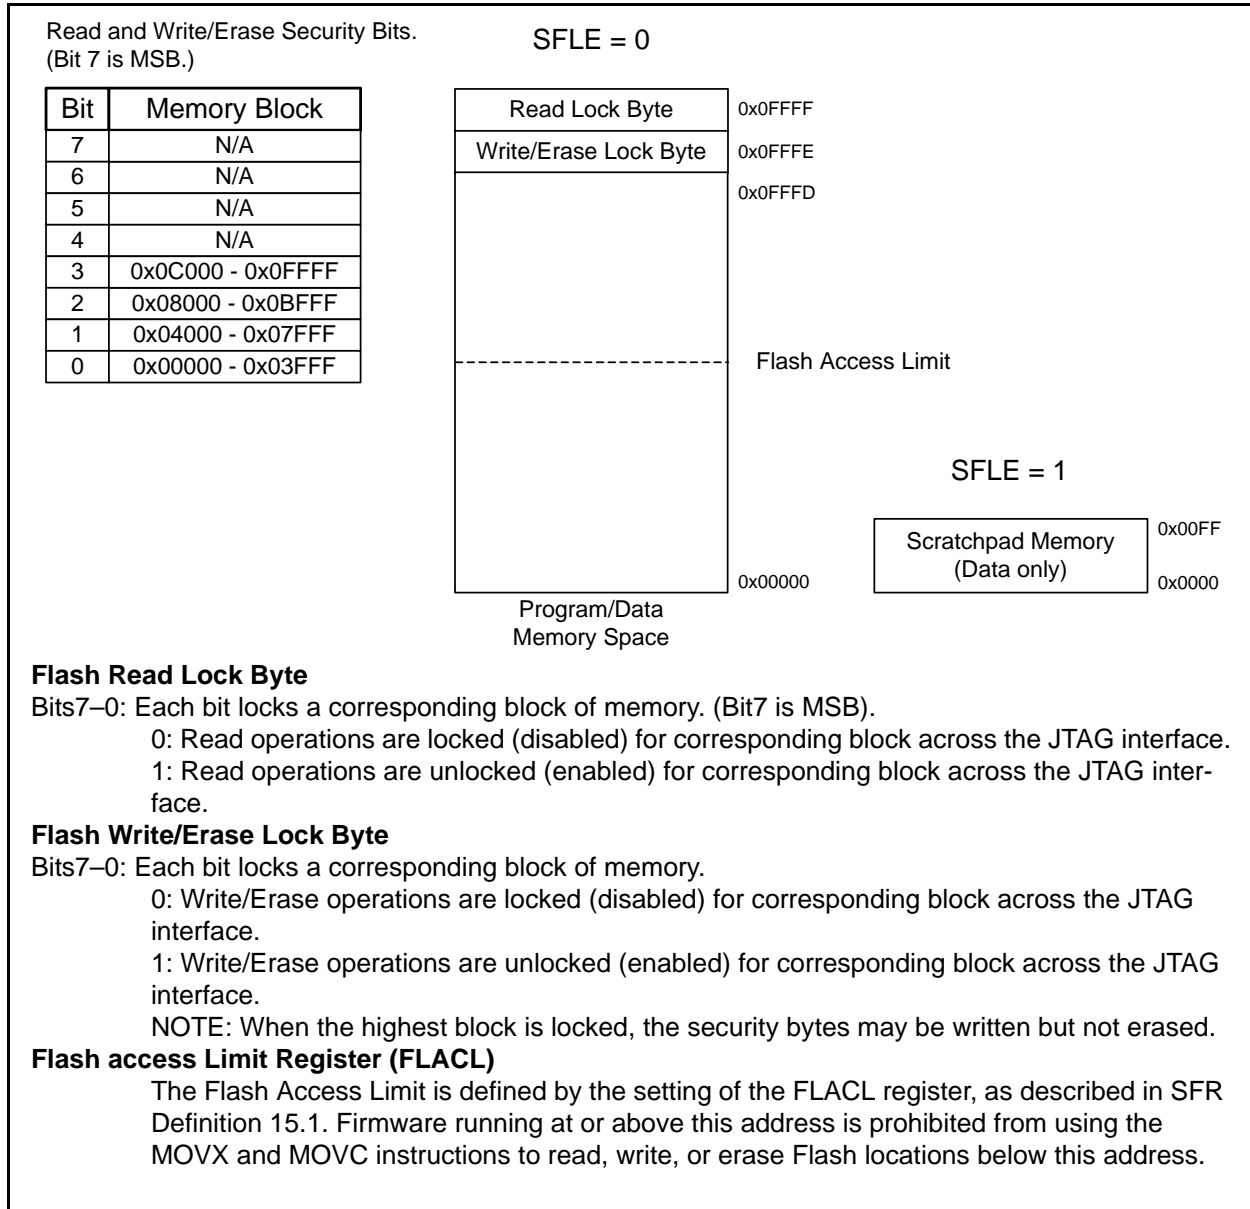 Read and Write/Erase Security Bits.
(Bit 7 is MSB.)
SFLE = 0
Bit Memory Block
7 N/A
6 N/A
5 N/A
4 N/A
3 0x0C000 - 0x0FFFF
2 0x08000 - 0x0BFFF
1 0x04000 - 0x07FFF
0 0x00000 - 0x03FFF
Read Lock Byte 0x0FFFF
Write/Erase Lock Byte 0x0FFFE
0x0FFFD
Flash Access Limit
0x00000
Program/Data
Memory Space
SFLE = 1
Scratchpad Memory
(Data only)
0x00FF
0x0000
Flash Read Lock Byte
Bits7–0: Each bit locks a corresponding block of memory. (Bit7 is MSB).
0: Read operations are locked (disabled) for corresponding block across the JTAG interface.
1: Read operations are unlocked (enabled) for corresponding block across the JTAG inter-
face.
Flash Write/Erase Lock Byte
Bits7–0: Each bit locks a corresponding block of memory.
0: Write/Erase operations are locked (disabled) for corresponding block across the JTAG
interface.
1: Write/Erase operations are unlocked (enabled) for corresponding block across the JTAG
interface.
NOTE: When the highest block is locked, the security bytes may be written but not erased.
Flash access Limit Register (FLACL)
The Flash Access Limit is defined by the setting of the FLACL register, as described in SFR
Definition 15.1. Firmware running at or above this address is prohibited from using the
MOVX and MOVC instructions to read, write, or erase Flash locations below this address.